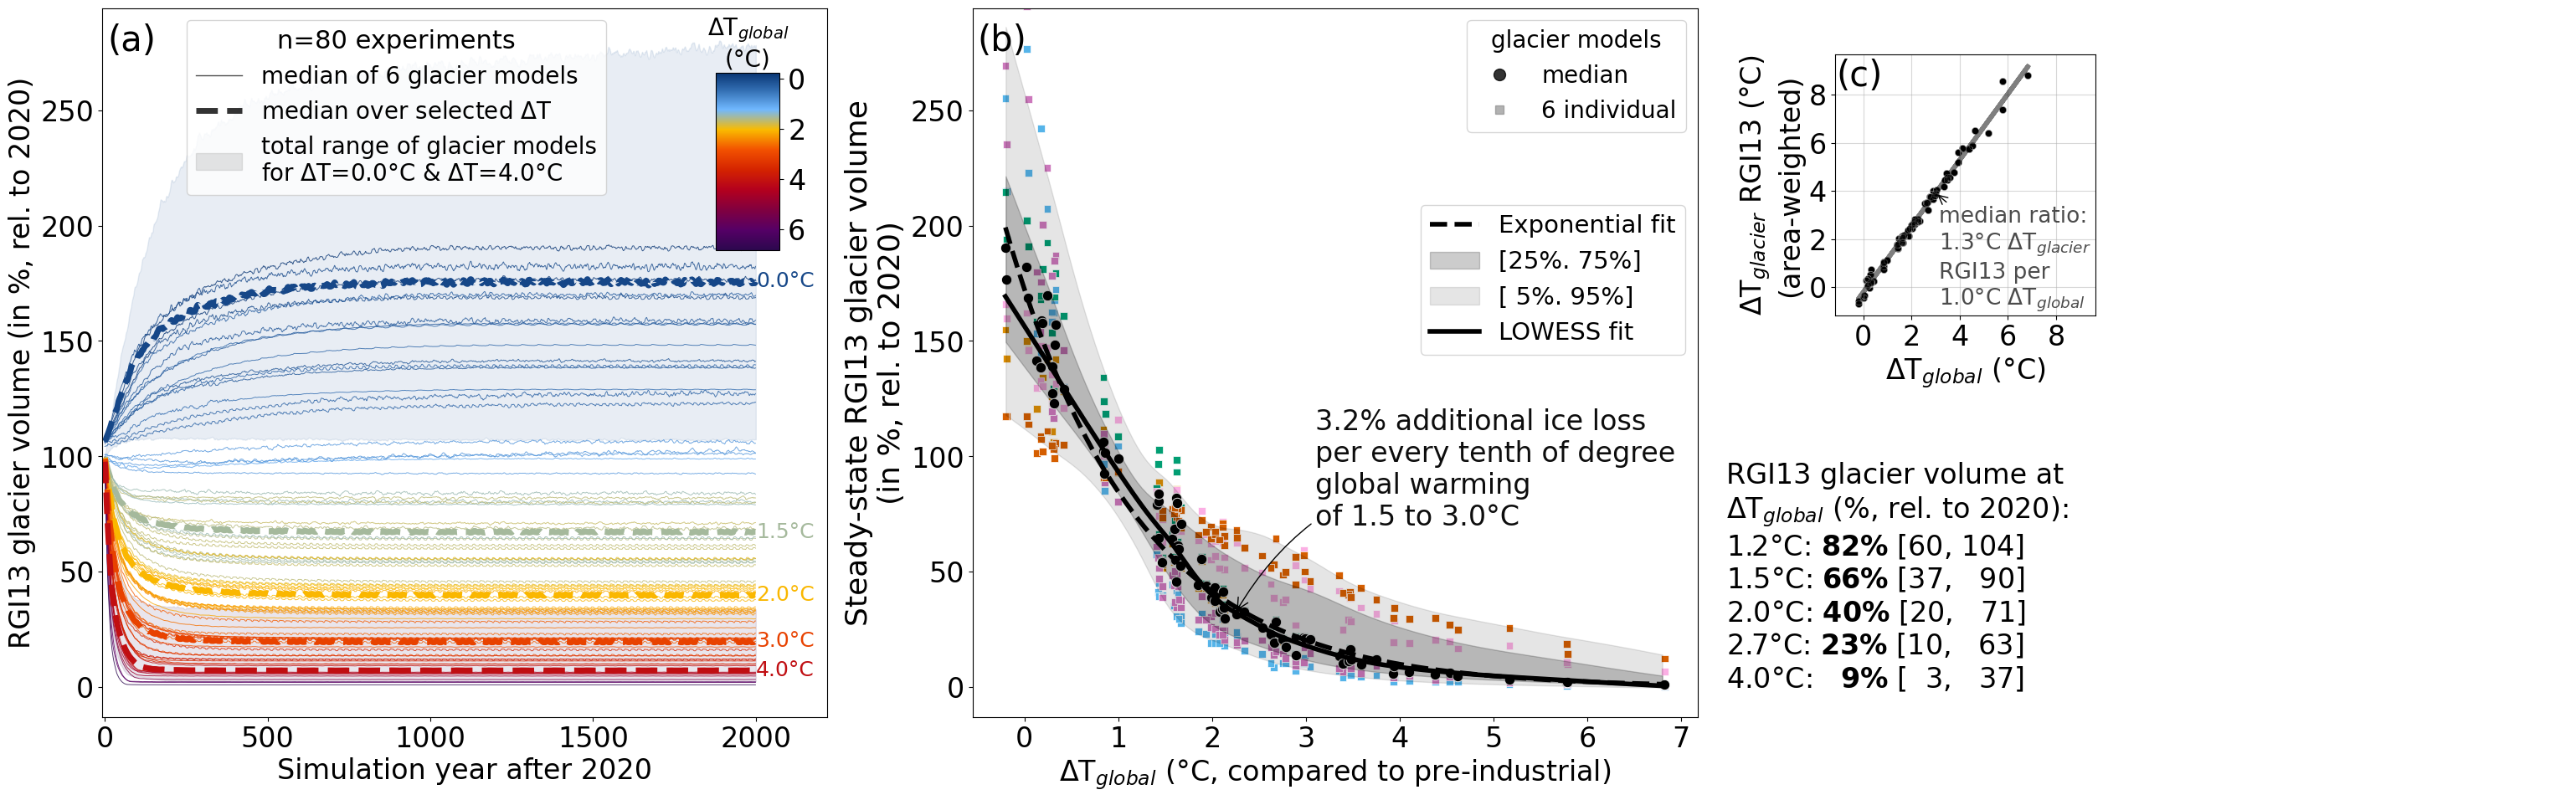 (a)
n=80 experiments
median of 6 glacier models
median over selected ΔT
total range of glacier models
for ΔT=0.0°C & ΔT=4.0°C
ΔT_global
(°C)
0
2
4
6
RGI13 glacier volume (in %, rel. to 2020)
250
200
150
100
50
0
0.0°C
1.5°C
2.0°C
3.0°C
4.0°C
0 500 1000 1500 2000
Simulation year after 2020
(b)
glacier models
median
6 individual
Exponential fit
[25%. 75%]
[ 5%. 95%]
LOWESS fit
3.2% additional ice loss
per every tenth of degree
global warming
of 1.5 to 3.0°C
Steady-state RGI13 glacier volume
(in %, rel. to 2020)
250
200
150
100
50
0
0 1 2 3 4 5 6 7
ΔT_global (°C, compared to pre-industrial)
(c)
ΔT_glacier RGI13 (°C)
(area-weighted)
8
6
4
2
0
median ratio:
1.3°C ΔT_glacier
RGI13 per
1.0°C ΔT_global
0 2 4 6 8
ΔT_global (°C)
RGI13 glacier volume at
ΔT_global (%, rel. to 2020):
1.2°C: 82% [60, 104]
1.5°C: 66% [37, 90]
2.0°C: 40% [20, 71]
2.7°C: 23% [10, 63]
4.0°C: 9% [ 3, 37]